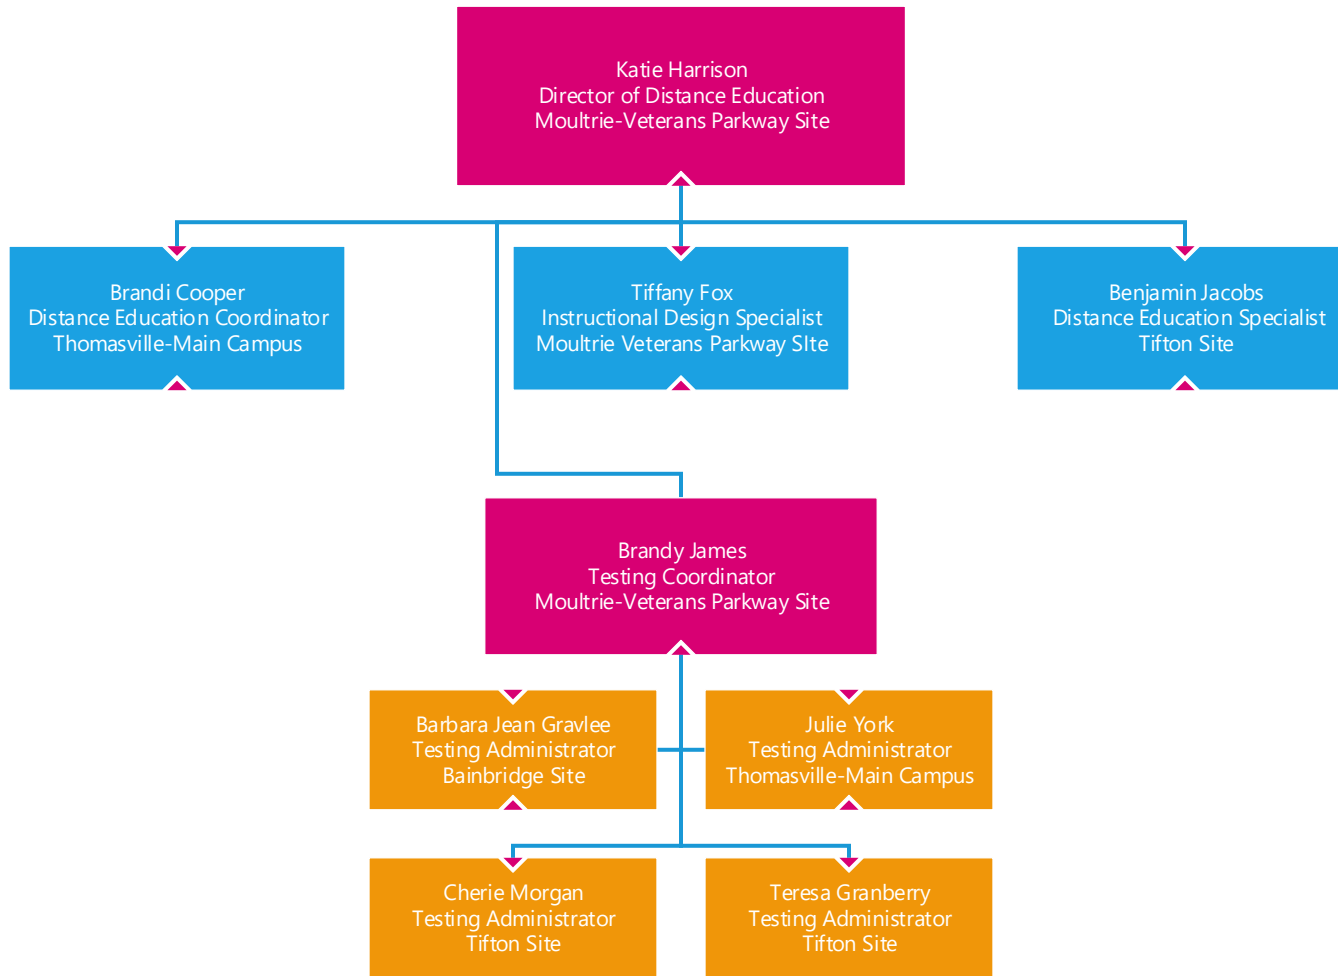 Katie Harrison
Director of Distance Education
Moultrie-Veterans Parkway Site
Brandi Cooper
Distance Education Coordinator
Thomasville-Main Campus
Tiffany Fox
Instructional Design Specialist
Moultrie Veterans Parkway SIte
Benjamin Jacobs
Distance Education Specialist
Tifton Site
Brandy James
Testing Coordinator
Moultrie-Veterans Parkway Site
Barbara Jean Gravlee
Testing Administrator
Bainbridge Site
Julie York
Testing Administrator
Thomasville-Main Campus
Cherie Morgan
Testing Administrator
Tifton Site
Teresa Granberry
Testing Administrator
Tifton Site